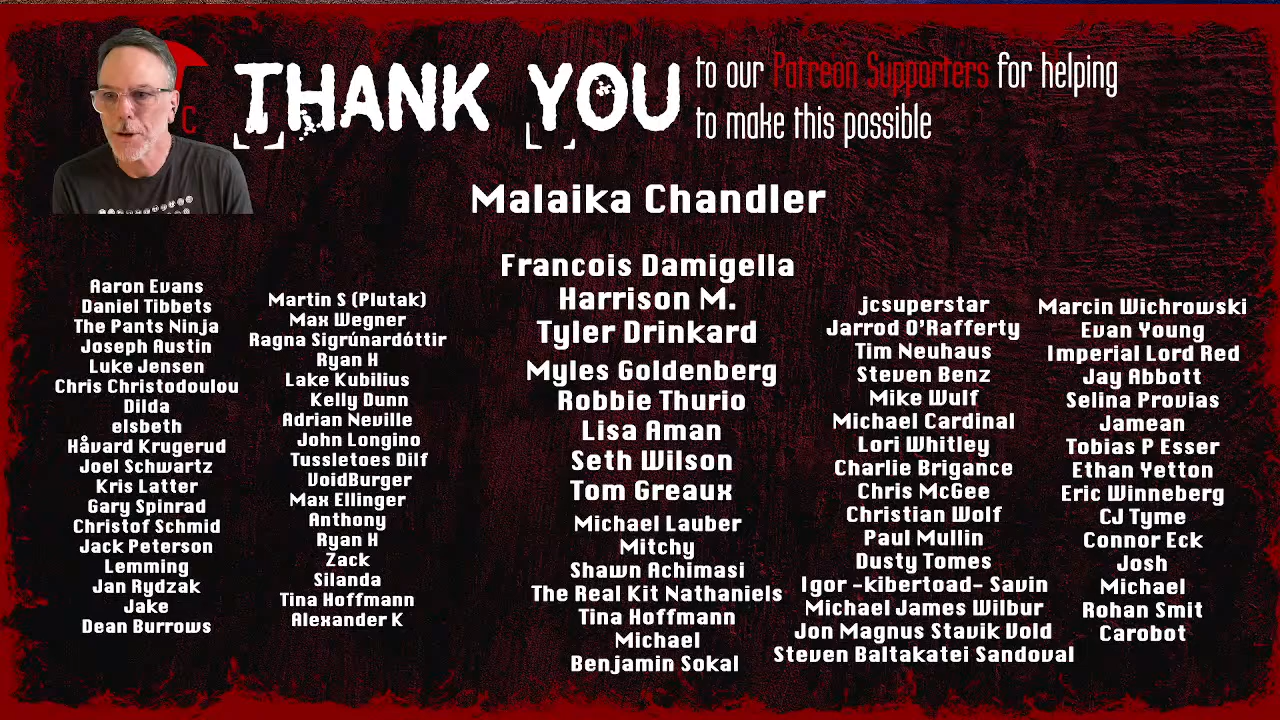 THANK YOU
to our Patreon Supporters for helping
to make this possible
C
Malaika Chandler
Francois Damigella
Harrison M.
Tyler Drinkard
Myles Goldenberg
Robbie Thurio
Lisa Aman
Seth Wilson
Tom Greaux
Michael Lauber
Mitchy
Shawn Achimasi
The Real Kit Nathaniels
Tina Hoffmann
Michael
Benjamin Sokal
Aaron Evans
Daniel Tibbets
The Pants Ninja
Joseph Austin
Luke Jensen
Chris Christodoulou
Dilda
elsbeth
Håvard Krugerud
Joel Schwartz
Kris Latter
Gary Spinrad
Christof Schmid
Jack Peterson
Lemming
Jan Rydzak
Jake
Dean Burrows
Martin S (Plutak)
Max Wegner
Ragna Sigrúnardóttir
Ryan H
Lake Kubilius
Kelly Dunn
Adrian Neville
John Longino
Tussletoes Dilf
VoidBurger
Max Ellinger
Anthony
Ryan H
Zack
Silanda
Tina Hoffmann
Alexander K
jcsuperstar
Jarrod O'Rafferty
Tim Neuhaus
Steven Benz
Mike Wulf
Michael Cardinal
Lori Whitley
Charlie Brigance
Chris McGee
Christian Wolf
Paul Mullin
Dusty Tomes
Igor -kibertoad- Savin
Michael James Wilbur
Jon Magnus Stavik Vold
Steven Baltakatei Sandoval
Marcin Wichrowski
Evan Young
Imperial Lord Red
Jay Abbott
Selina Provias
Jamean
Tobias P Esser
Ethan Yetton
Eric Winneberg
CJ Tyme
Connor Eck
Josh
Michael
Rohan Smit
Carobot